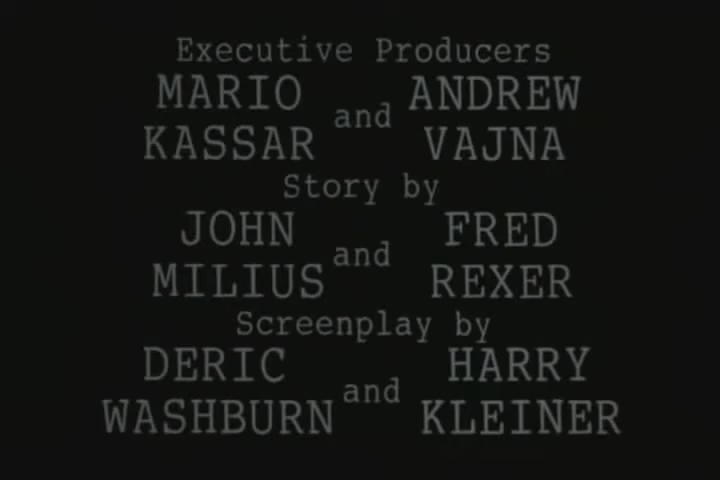 Executive Producers
MARIO KASSAR and ANDREW VAJNA
Story by
JOHN MILIUS and FRED REXER
Screenplay by
DERIC WASHBURN and HARRY KLEINER